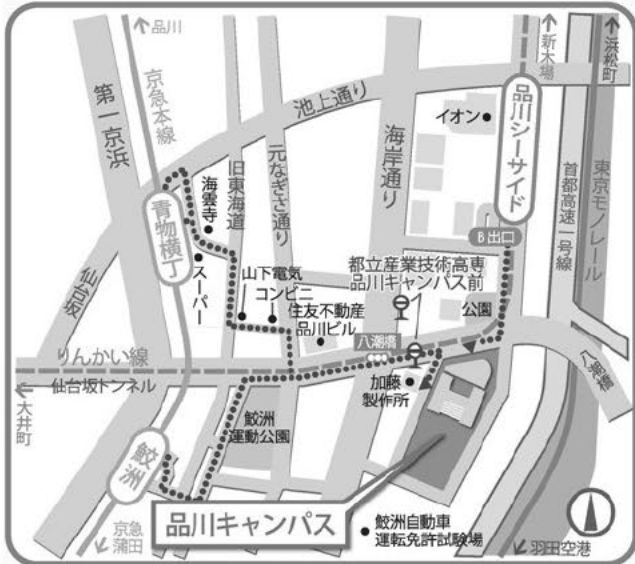 品川
新木場
浜松町
京急本線
第一京浜
池上通り
イオン
品川シーサイド
海岸通り
旧東海道
元なぎさ通り
海雲寺
首都高速一号線
東京モノレール
青物横丁
スーパー
B出口
山下電気
コンビニ
都立産業技術高専
品川キャンパス前
住友不動産
品川ビル
公園
仙台坂
八潮橋
八潮橋
りんかい線
仙台坂トンネル
加藤
製作所
大井町
鮫洲
運動公園
鮫洲
品川キャンパス
鮫洲自動車
運転免許試験場
京急
蒲田
羽田空港